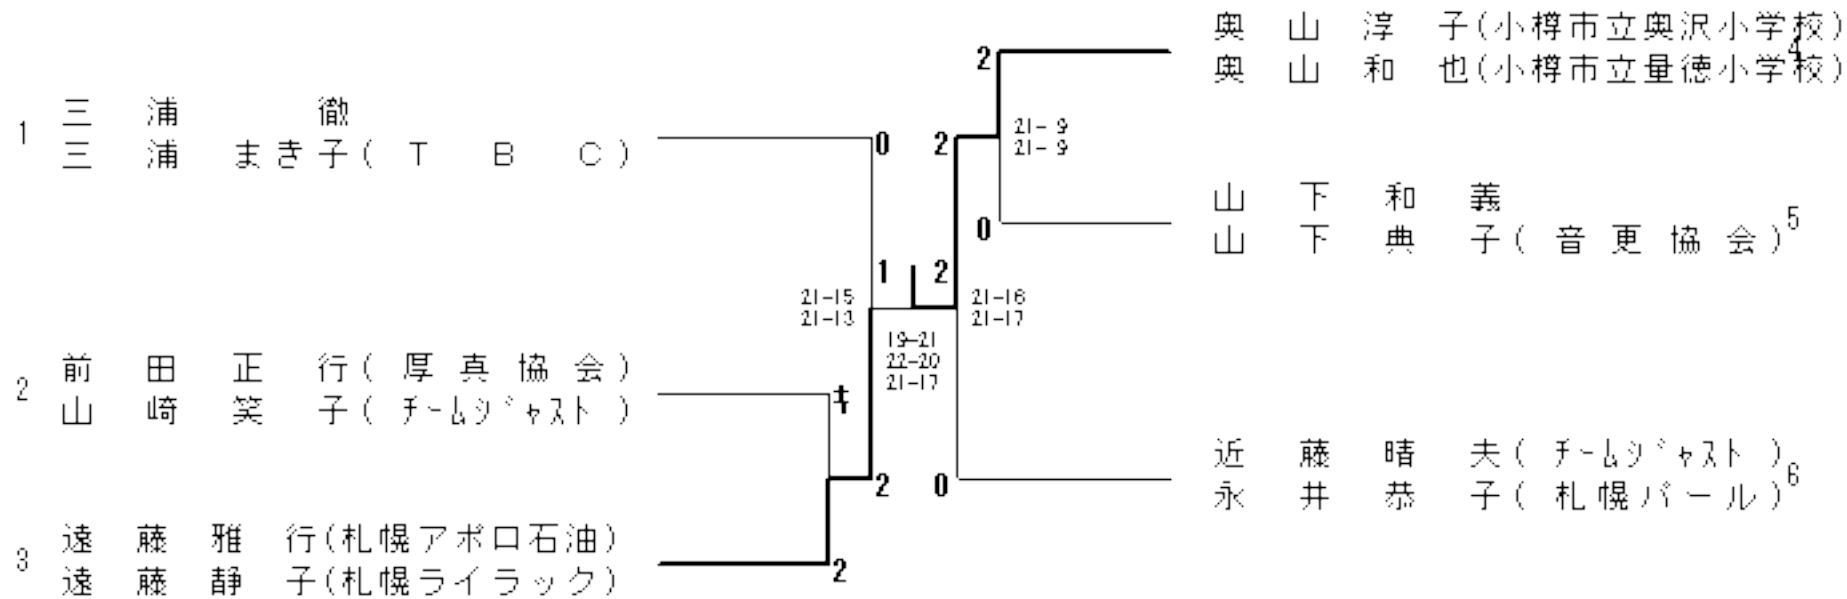 1 三浦 徹
三浦 まき子(TBC)
2 前田正行(厚真協会)
山崎笑子(ﾁｰﾑｼﾞｬｽﾄ)
3 遠藤雅行(札幌アポロ石油)
遠藤静子(札幌ライラック)
0
1
21-15
21-13
キ
2
2
19-21
22-20
21-17
2
2
21- 9
21- 9
0
2
21-16
21-17
0
奥山淳子(小樽市立奥沢小学校)
4
奥山和也(小樽市立量徳小学校)
山下和義
5
山下典子(音更協会)
近藤晴夫(ﾁｰﾑｼﾞｬｽﾄ)
6
永井恭子(札幌パール)